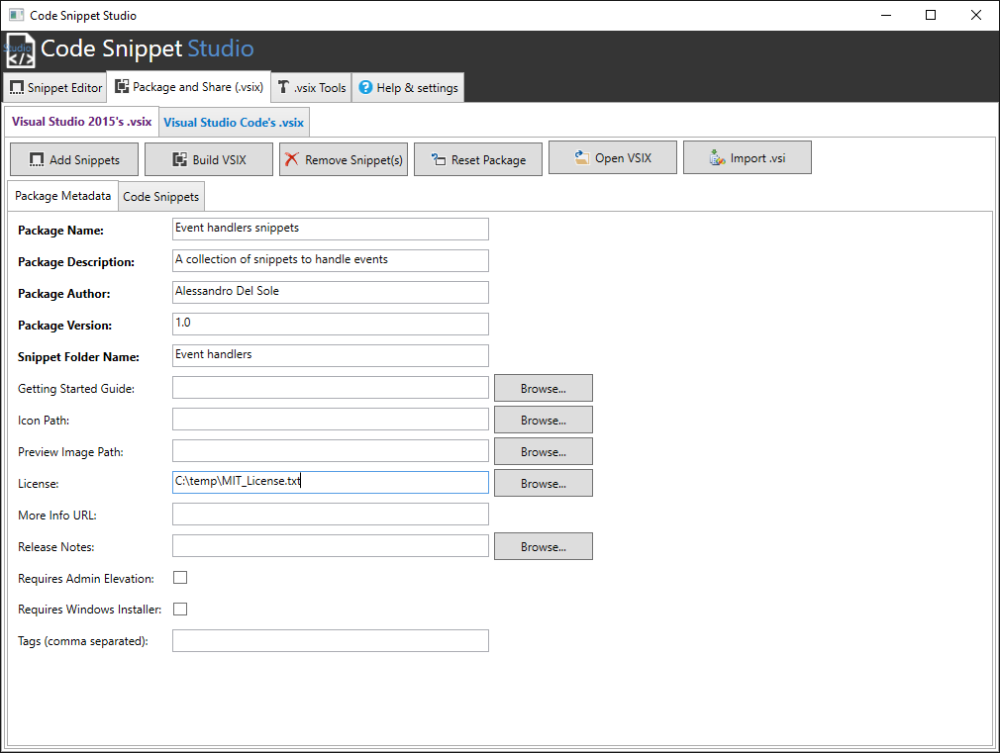 Code Snippet Studio
Studio
Code Snippet Studio
Snippet Editor Package and Share (.vsix) .vsix Tools Help & settings
Visual Studio 2015's .vsix Visual Studio Code's .vsix
Add Snippets Build VSIX Remove Snippet(s) Reset Package Open VSIX Import .vsi
Package Metadata Code Snippets
Package Name: Event handlers snippets
Package Description: A collection of snippets to handle events
Package Author: Alessandro Del Sole
Package Version: 1.0
Snippet Folder Name: Event handlers
Getting Started Guide: Browse...
Icon Path: Browse...
Preview Image Path: Browse...
License: C:\temp\MIT_License.txt Browse...
More Info URL:
Release Notes: Browse...
Requires Admin Elevation:
Requires Windows Installer:
Tags (comma separated):